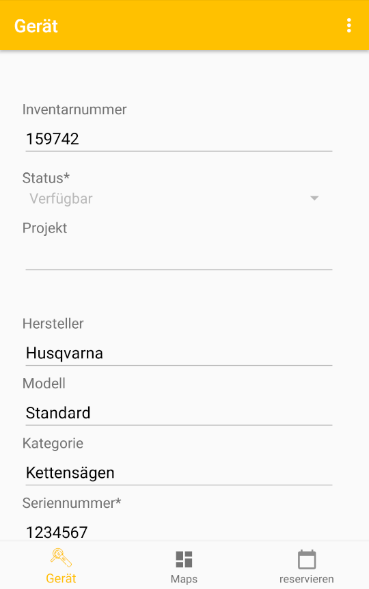 Gerät
Inventarnummer
159742
Status*
Verfügbar
Projekt
Hersteller
Husqvarna
Modell
Standard
Kategorie
Kettensägen
Seriennummer*
1234567
Gerät
Maps
reservieren